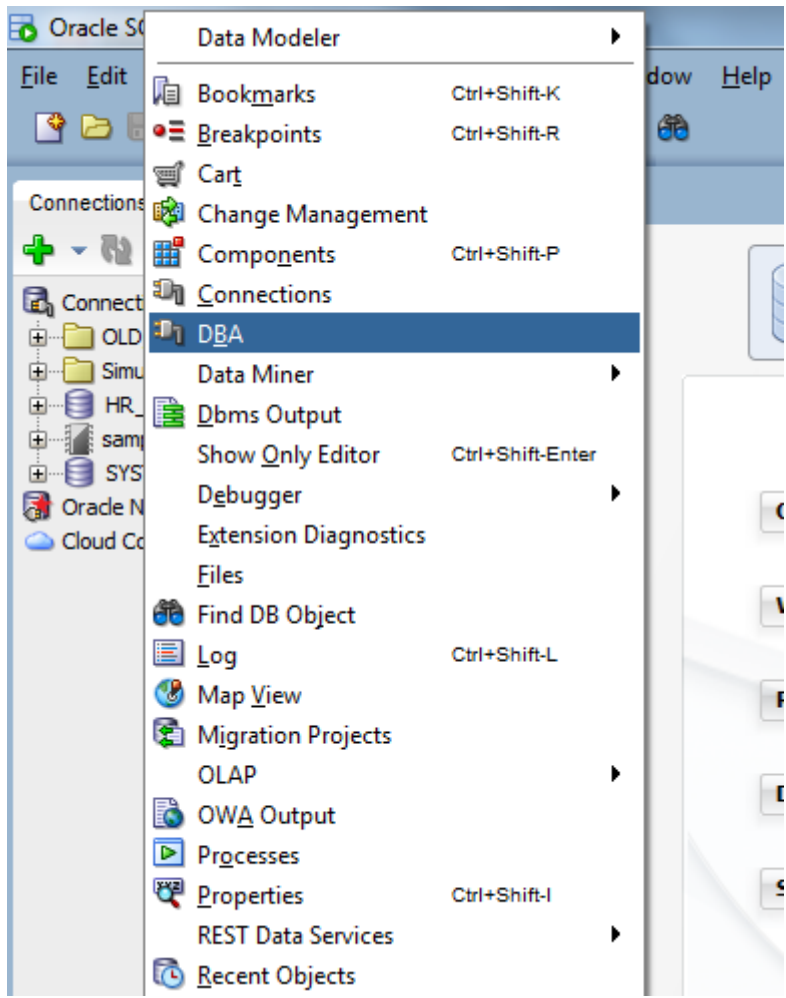 Oracle SC
File Edit dow Help
Connections
Connect
OLD
Simu
HR_
samp
SYS
Oracle N
Cloud Co
Data Modeler
Bookmarks Ctrl+Shift-K
Breakpoints Ctrl+Shift-R
Cart
Change Management
Components Ctrl+Shift-P
Connections
DBA
Data Miner
Dbms Output
Show Only Editor Ctrl+Shift-Enter
Debugger
Extension Diagnostics
Files
Find DB Object
Log Ctrl+Shift-L
Map View
Migration Projects
OLAP
OWA Output
Processes
Properties Ctrl+Shift-I
REST Data Services
Recent Objects